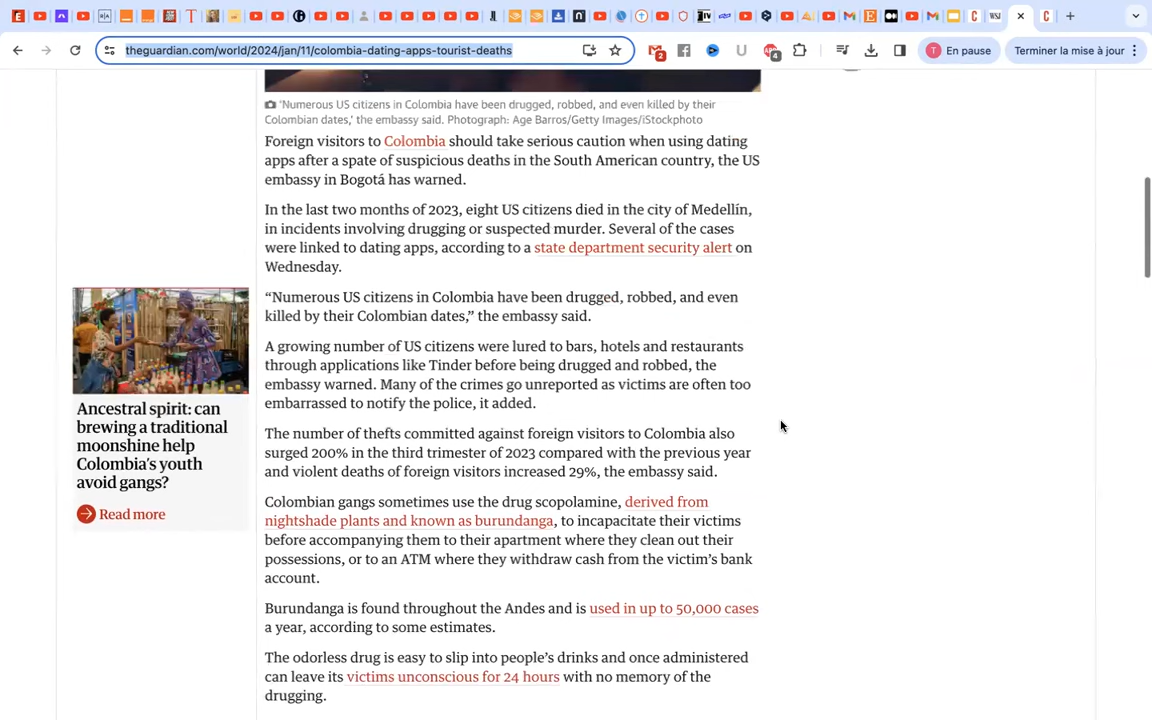 theguardian.com/world/2024/jan/11/colombia-dating-apps-tourist-deaths
2
4
T
En pause
Terminer la mise à jour
'Numerous US citizens in Colombia have been drugged, robbed, and even killed by their
Colombian dates,' the embassy said. Photograph: Age Barros/Getty Images/iStockphoto
Foreign visitors to Colombia should take serious caution when using dating
apps after a spate of suspicious deaths in the South American country, the US
embassy in Bogotá has warned.
In the last two months of 2023, eight US citizens died in the city of Medellín,
in incidents involving drugging or suspected murder. Several of the cases
were linked to dating apps, according to a state department security alert on
Wednesday.
“Numerous US citizens in Colombia have been drugged, robbed, and even
killed by their Colombian dates,” the embassy said.
A growing number of US citizens were lured to bars, hotels and restaurants
through applications like Tinder before being drugged and robbed, the
embassy warned. Many of the crimes go unreported as victims are often too
embarrassed to notify the police, it added.
The number of thefts committed against foreign visitors to Colombia also
surged 200% in the third trimester of 2023 compared with the previous year
and violent deaths of foreign visitors increased 29%, the embassy said.
Colombian gangs sometimes use the drug scopolamine, derived from
nightshade plants and known as burundanga, to incapacitate their victims
before accompanying them to their apartment where they clean out their
possessions, or to an ATM where they withdraw cash from the victim’s bank
account.
Burundanga is found throughout the Andes and is used in up to 50,000 cases
a year, according to some estimates.
The odorless drug is easy to slip into people’s drinks and once administered
can leave its victims unconscious for 24 hours with no memory of the
drugging.
Ancestral spirit: can
brewing a traditional
moonshine help
Colombia’s youth
avoid gangs?
Read more